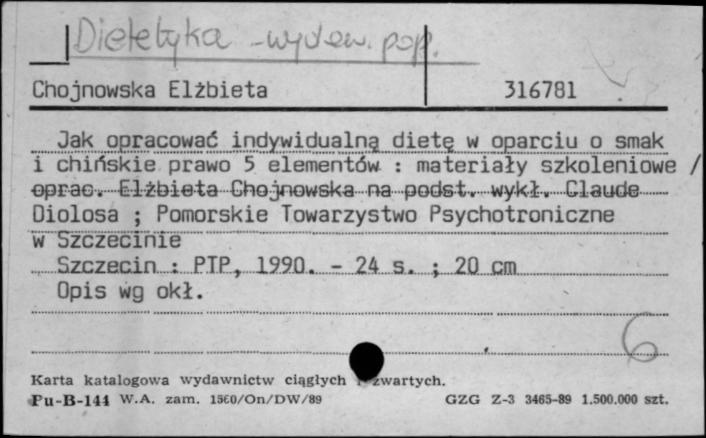 Dietetyka - wydaw. pop.
Chojnowska Elżbieta 316781
Jak opracować indywidualną dietę w oparciu o smak
i chińskie prawo 5 elementów : materiały szkoleniowe /
oprac. Elżbieta Chojnowska na podst. wykł. Claude
Diolosa ; Pomorskie Towarzystwo Psychotroniczne
w Szczecinie
Szczecin : PTP, 1990. - 24 s. ; 20 cm
Opis wg okł.
6
Karta katalogowa wydawnictw ciągłych i zwartych.
Pu-B-144 W.A. zam. 1560/On/DW/89 GZG Z-3 3465-89 1.500.000 szt.